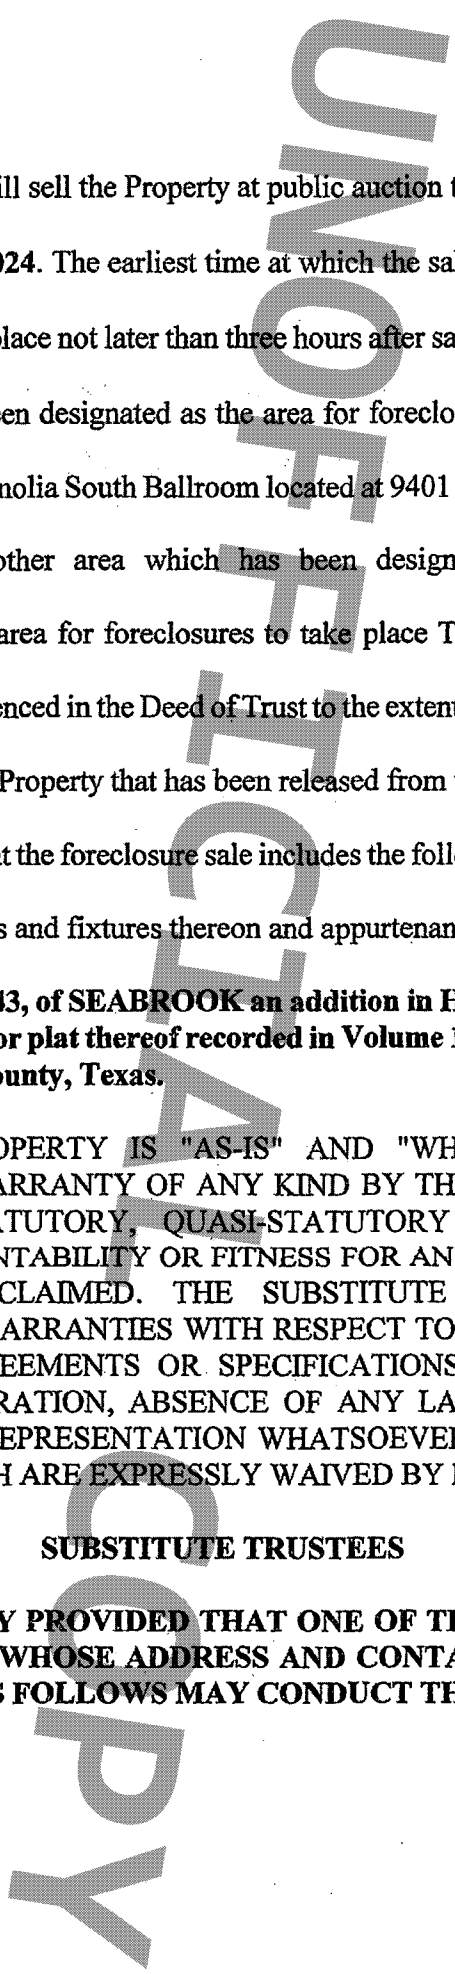 ill sell the Property at public auction t
024. The earliest time at which the sal
place not later than three hours after sa
en designated as the area for foreclo
nolia South Ballroom located at 9401
other area which has been design
area for foreclosures to take place T
enced in the Deed of Trust to the extent
Property that has been released from
t the foreclosure sale includes the foll
s and fixtures thereon and appurtenan
43, of SEABROOK an addition in H
or plat thereof recorded in Volume 1
ounty, Texas.
OPERTY IS "AS-IS" AND "WH
ARRANTY OF ANY KIND BY TH
ATUTORY, QUASI-STATUTORY
NTABILITY OR FITNESS FOR AN
CLAIMED. THE SUBSTITUTE
ARRANTIES WITH RESPECT TO
EEMENTS OR SPECIFICATIONS
RATION, ABSENCE OF ANY LA
EPRESENTATION WHATSOEVE
H ARE EXPRESSLY WAIVED BY
SUBSTITUTE TRUSTEES
Y PROVIDED THAT ONE OF TH
WHOSE ADDRESS AND CONTA
S FOLLOWS MAY CONDUCT TH
UNOFFICIAL COPY